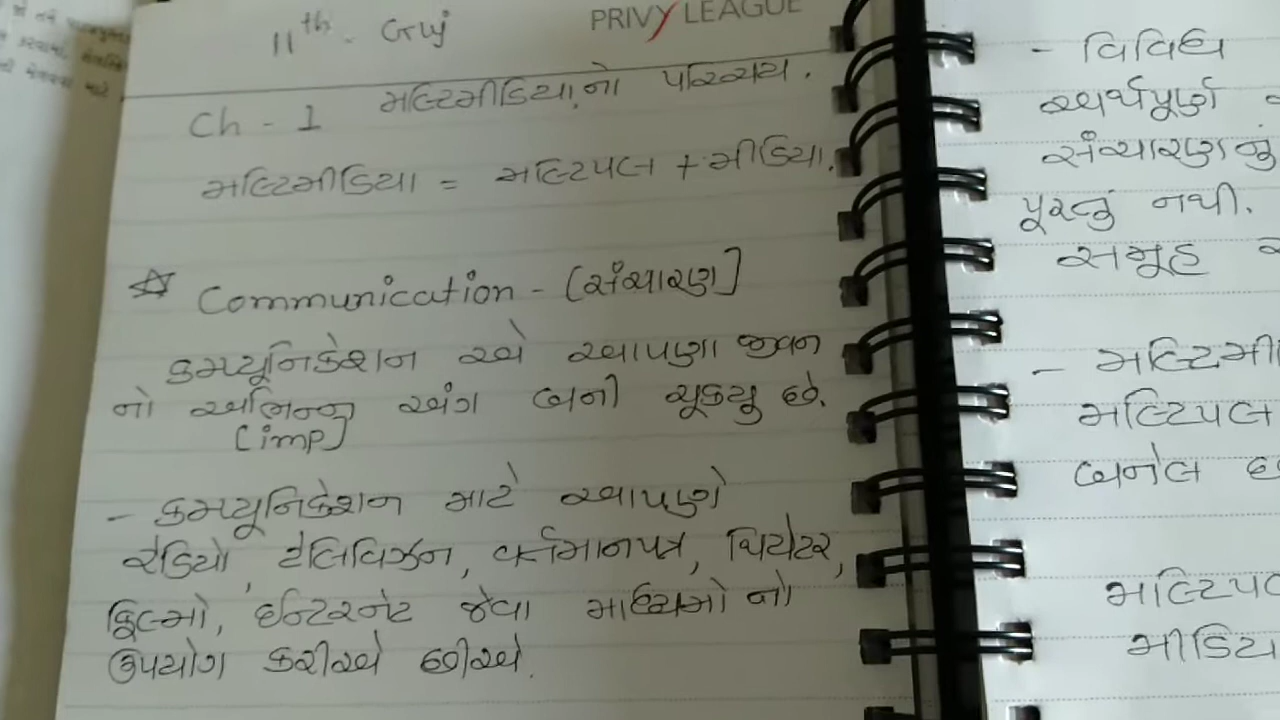 11th - Guj
PRIVY LEAGUE
Ch - 1 મલ્ટિમીડિયાનો પરિચય.
મલ્ટિમીડિયા = મલ્ટિપલ + મીડિયા.
☆ Communication - [સંચારણ]
કમ્યૂનિકેશન એ આપણા જીવન
નો અભિન્ન અંગ બની ચૂક્યુ છે.
[imp]
- કમ્યૂનિકેશન માટે આપણે
રેડિયો, ટેલિવિઝન, વર્તમાનપત્ર, થિયેટર,
ફિલ્મો, ઇન્ટરનેટ જેવા માધ્યમો નો
ઉપયોગ કરીએ છીએ.
- વિવિધ
અર્થપૂર્ણ
સંચારણનું
પૂરતું નથી.
સમૂહ
- મલ્ટિમી
મલ્ટિપલ
બનેલ
મલ્ટિપ
મીડિયા